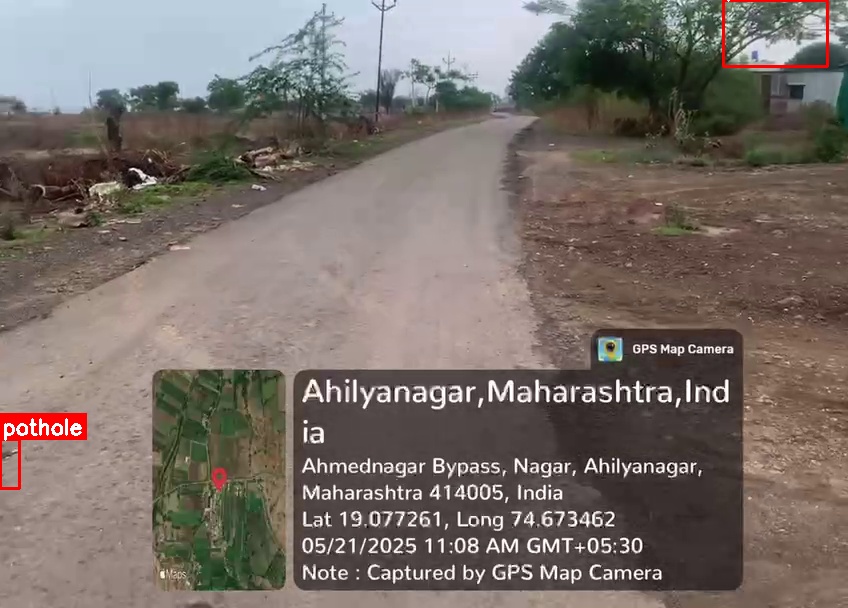 pothole
GPS Map Camera
Ahilyanagar,Maharashtra,Ind
ia
Ahmednagar Bypass, Nagar, Ahilyanagar,
Maharashtra 414005, India
Lat 19.077261, Long 74.673462
05/21/2025 11:08 AM GMT+05:30
Note : Captured by GPS Map Camera
Maps